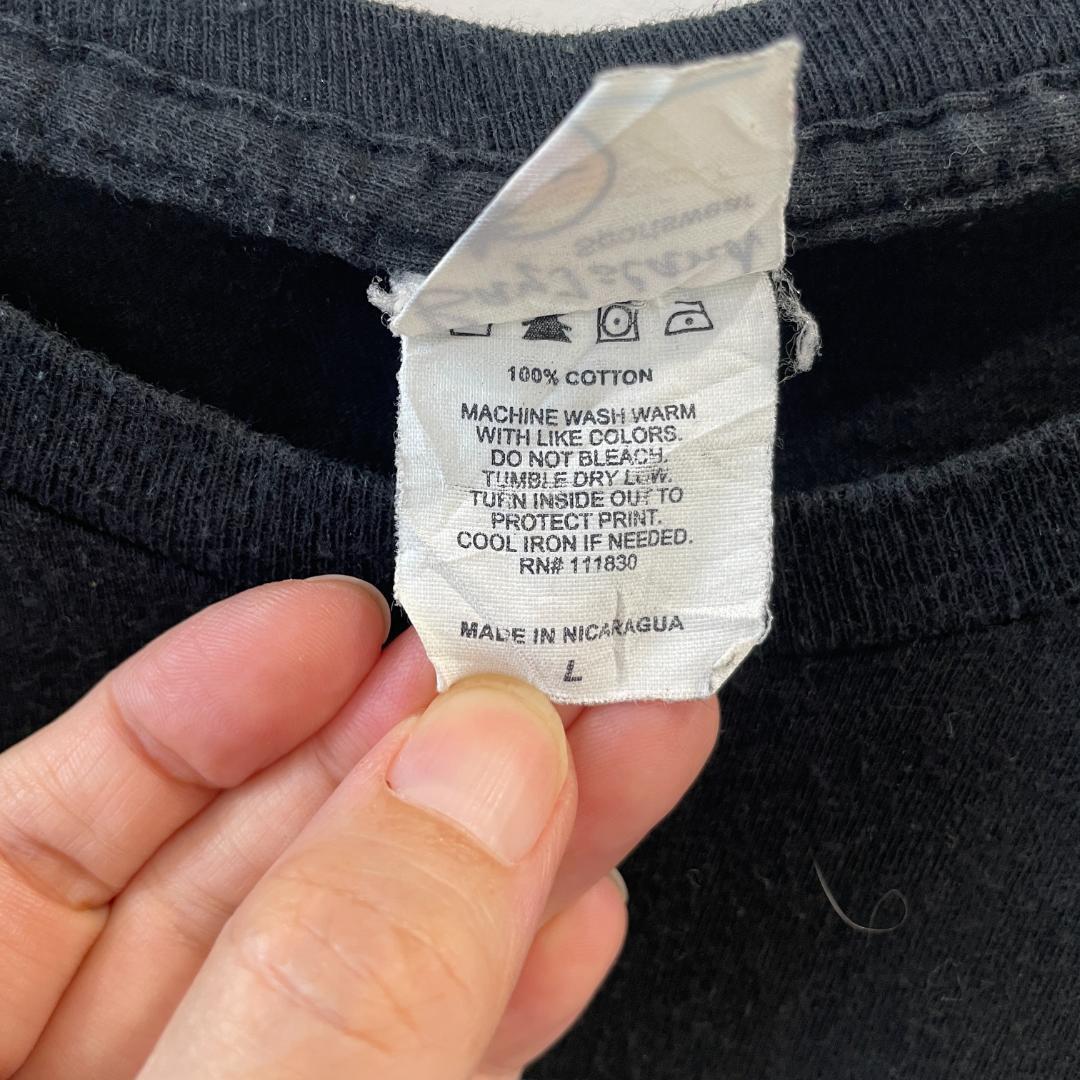 Sportswear
100% COTTON
MACHINE WASH WARM
WITH LIKE COLORS.
DO NOT BLEACH.
TUMBLE DRY LOW.
TURN INSIDE OUT TO
PROTECT PRINT.
COOL IRON IF NEEDED.
RN# 111830
MADE IN NICARAGUA
L